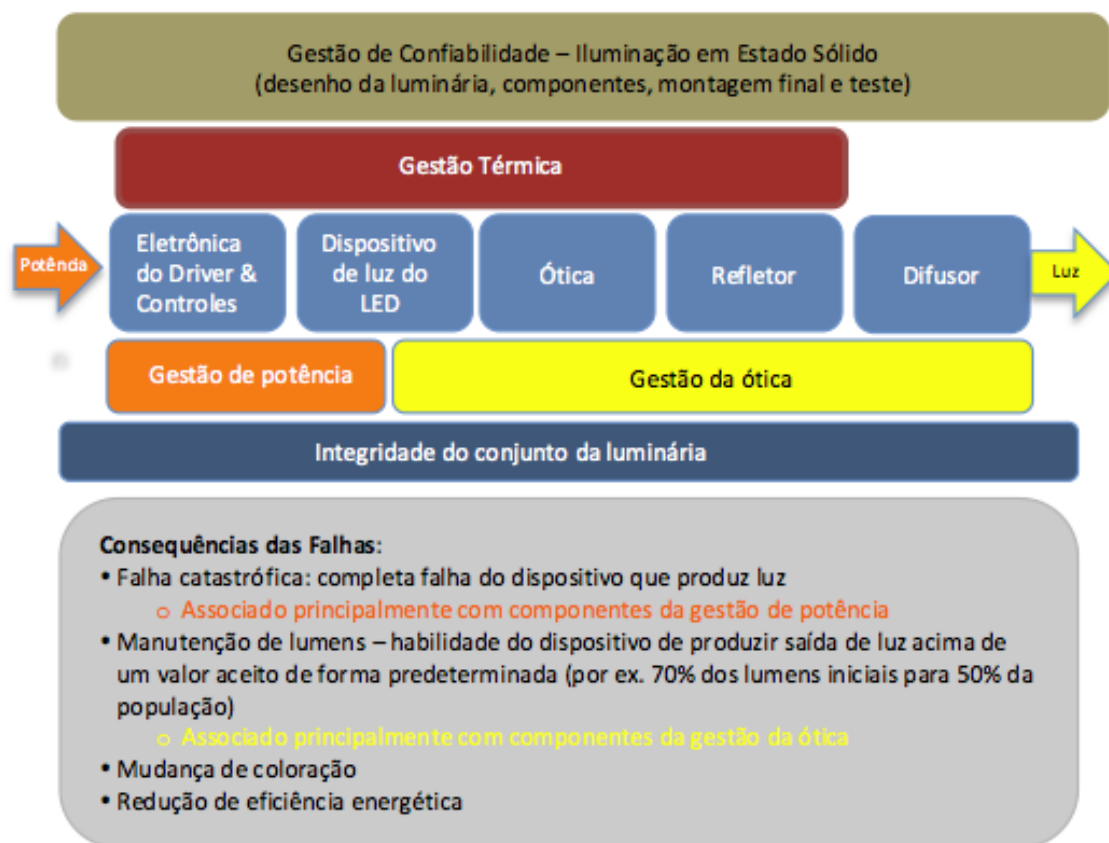 Gestão de Confiabilidade – Iluminação em Estado Sólido
(desenho da luminária, componentes, montagem final e teste)
Gestão Térmica
Potência
Eletrônica
do Driver &
Controles
Dispositivo
de luz do
LED
Ótica
Refletor
Difusor
Luz
Gestão de potência
Gestão da ótica
Integridade do conjunto da luminária
Consequências das Falhas:
• Falha catastrófica: completa falha do dispositivo que produz luz
o Associado principalmente com componentes da gestão de potência
• Manutenção de lumens – habilidade do dispositivo de produzir saída de luz acima de
um valor aceito de forma predeterminada (por ex. 70% dos lumens iniciais para 50% da
população)
o Associado principalmente com componentes da gestão da ótica
• Mudança de coloração
• Redução de eficiência energética